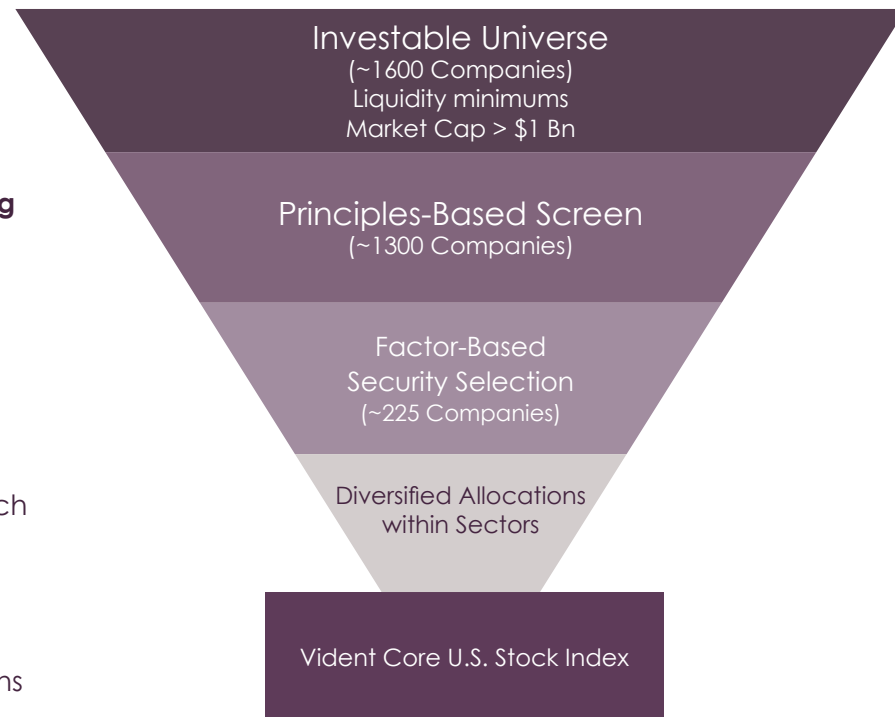 Investable Universe
(~1600 Companies)
Liquidity minimums
Market Cap > $1 Bn
Principles-Based Screen
(~1300 Companies)
Factor-Based
Security Selection
(~225 Companies)
Diversified Allocations
within Sectors
Vident Core U.S. Stock Index